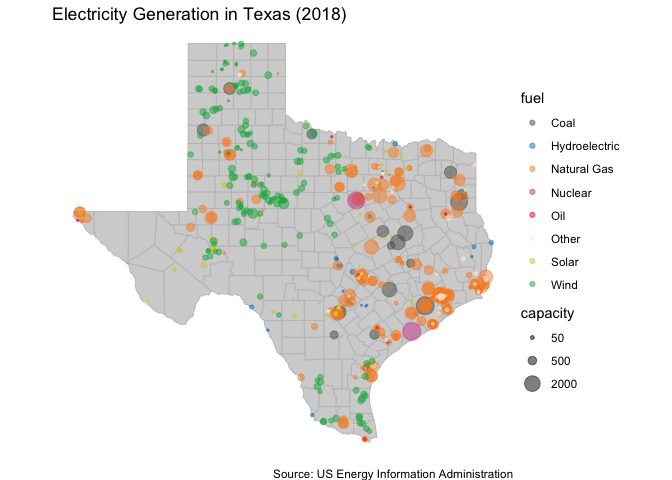 Electricity Generation in Texas (2018)
fuel
Coal
Hydroelectric
Natural Gas
Nuclear
Oil
Other
Solar
Wind
capacity
50
500
2000
Source: US Energy Information Administration